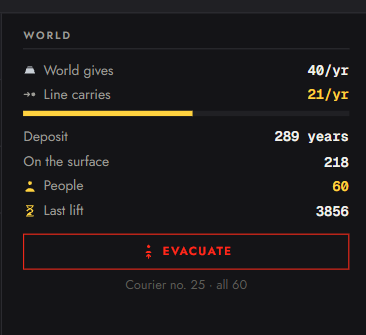 WORLD
World gives 40/yr
Line carries 21/yr
Deposit 289 years
On the surface 218
People 60
Last lift 3856
EVACUATE
Courier no. 25 - all 60